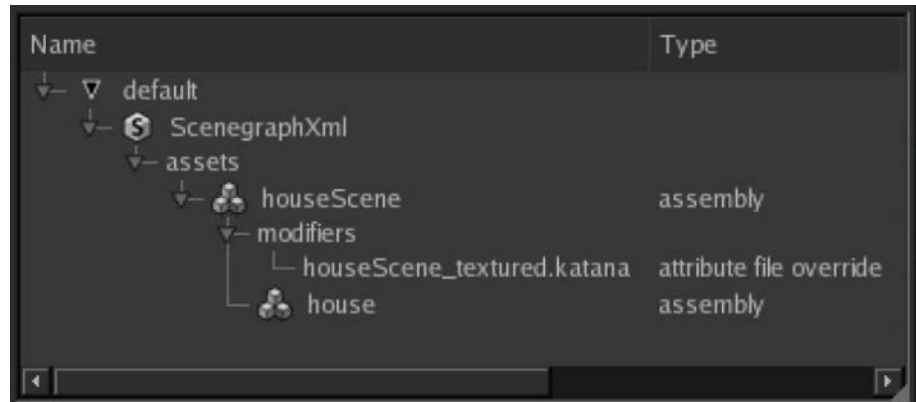 Name Type
default
ScenegraphXml
assets
houseScene assembly
modifiers
houseScene_textured.katana attribute file override
house assembly